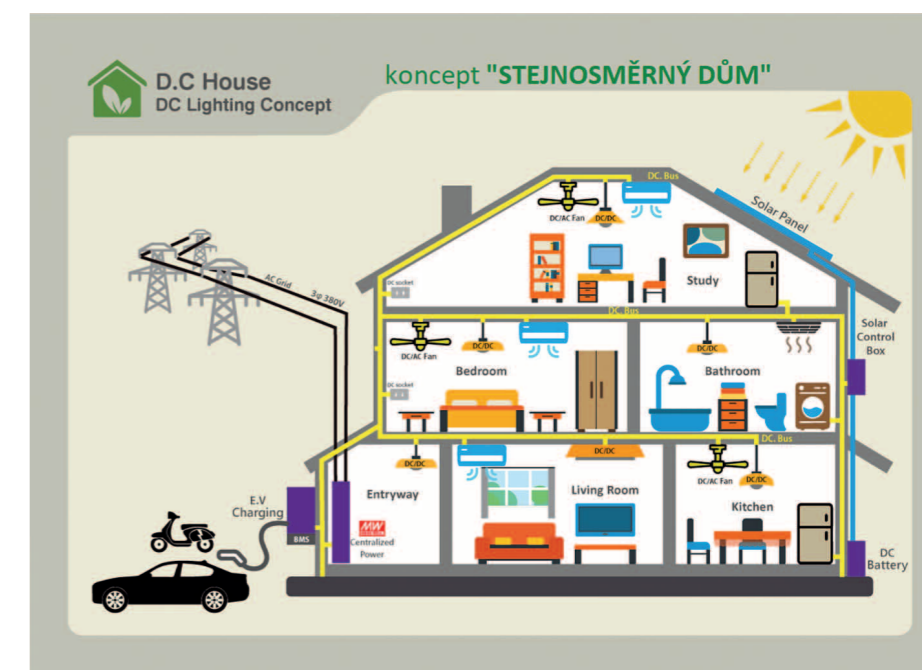 D.C House
DC Lighting Concept
koncept "STEJNOSMĚRNÝ DŮM"
DC. Bus
DC/AC Fan
DC/DC
Solar Panel
AC Grid
3φ 380V
DC socket
Study
DC. Bus
Solar
Control
Box
DC/AC Fan
DC/DC
DC/DC
Bedroom
Bathroom
DC socket
DC. Bus
DC/DC
DC/DC
DC/AC Fan
DC/DC
Entryway
Living Room
Kitchen
E.V
Charging
BMS
MW
Centralized
Power
DC
Battery